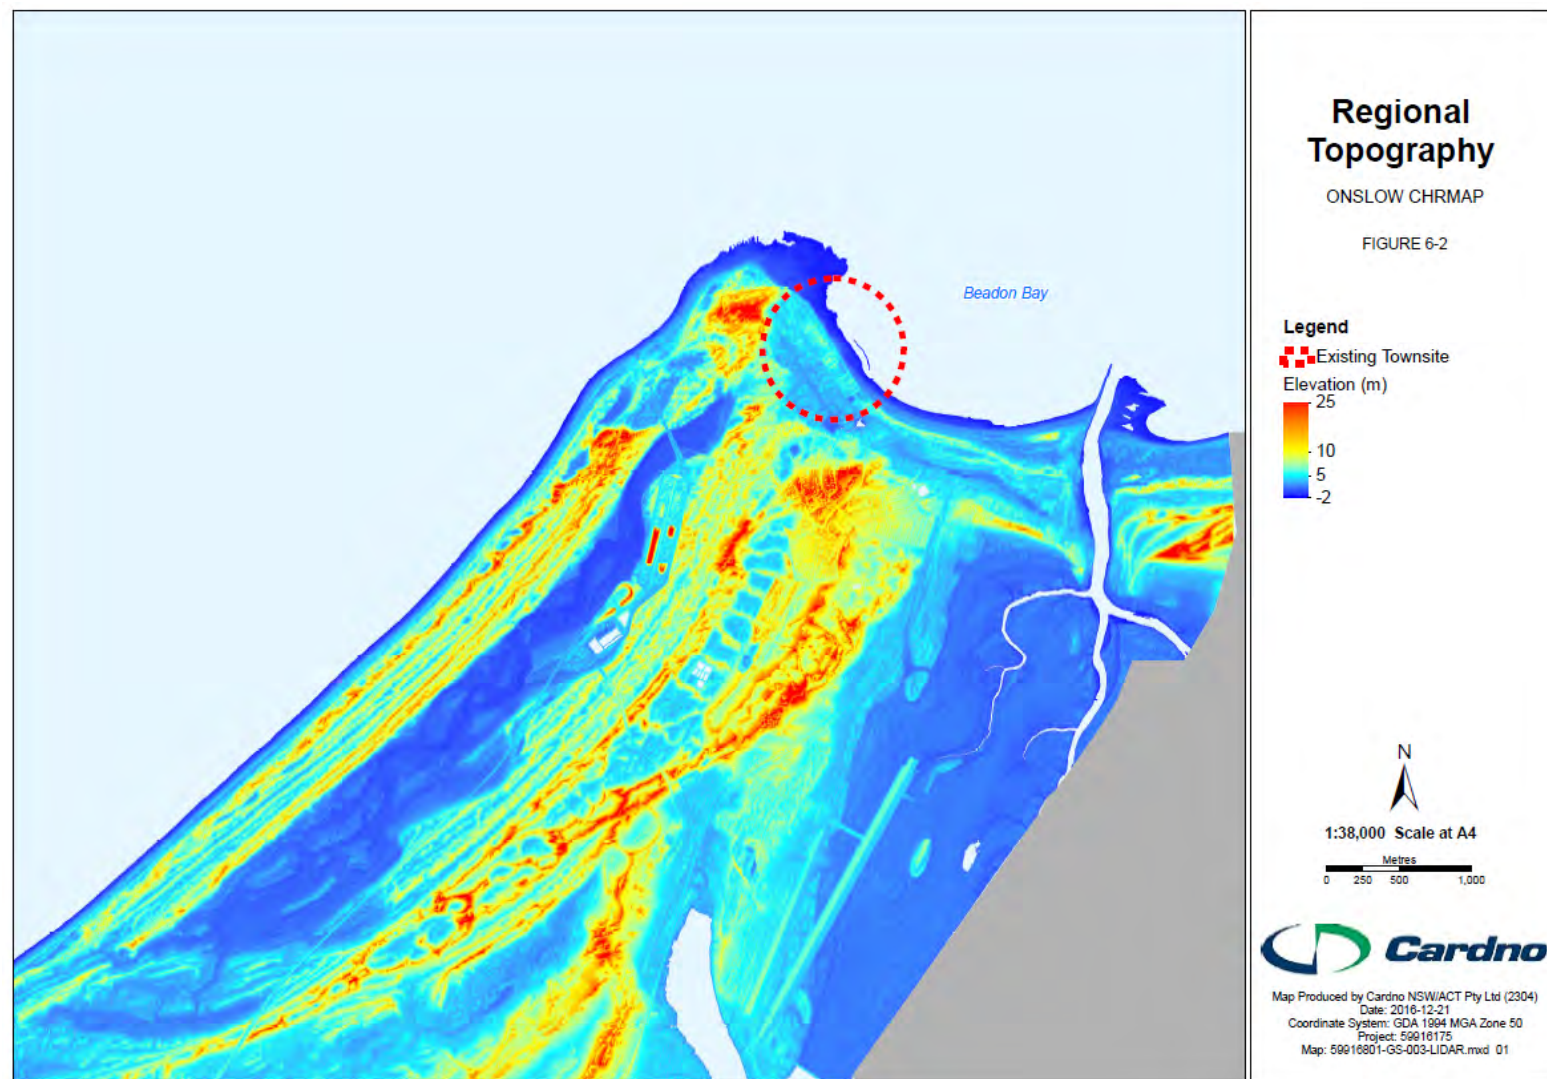 Regional
Topography
ONSLOW CHRMAP
FIGURE 6-2
Beadon Bay
Legend
Existing Townsite
Elevation (m)
25
10
5
-2
N
1:38,000 Scale at A4
Metres
0 250 500 1,000
Cardno
Map Produced by Cardno NSW/ACT Pty Ltd (2304)
Date: 2016-12-21
Coordinate System: GDA 1994 MGA Zone 50
Project: 59916175
Map: 59916801-GS-003-LIDAR.mxd 01